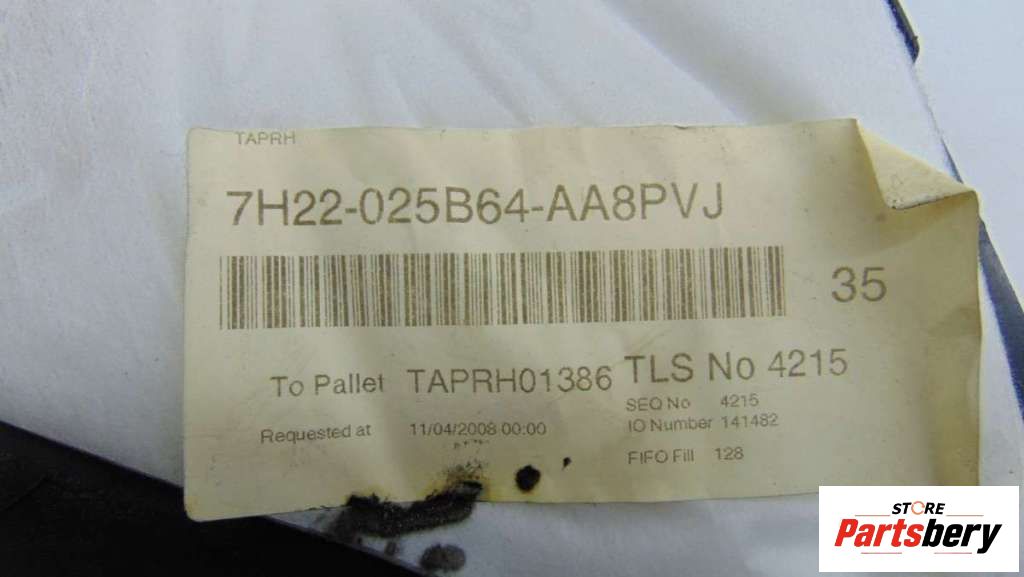 TAPRH
7H22-025B64-AA8PVJ
35
To Pallet TAPRH01386 TLS No 4215
SEQ No 4215
Requested at 11/04/2008 00:00 IO Number 141482
FIFO Fill 128
STORE
Partsbery